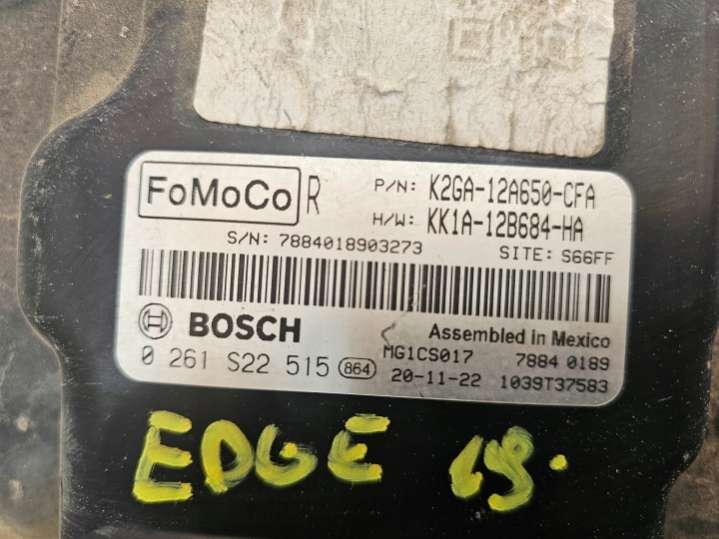 FoMoCo R P/N: K2GA-12A650-CFA
H/W: KK1A-12B684-HA
S/N: 7884018903273 SITE: S66FF
BOSCH Assembled in Mexico
MG1CS017 7884 0189
0 261 S22 515 864 20-11-22 1039T37583
EDGE 19.